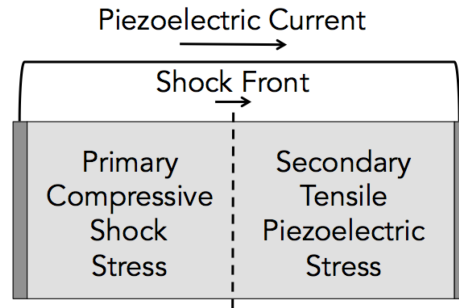 Piezoelectric Current
Shock Front
Primary
Compressive
Shock
Stress
Secondary
Tensile
Piezoelectric
Stress